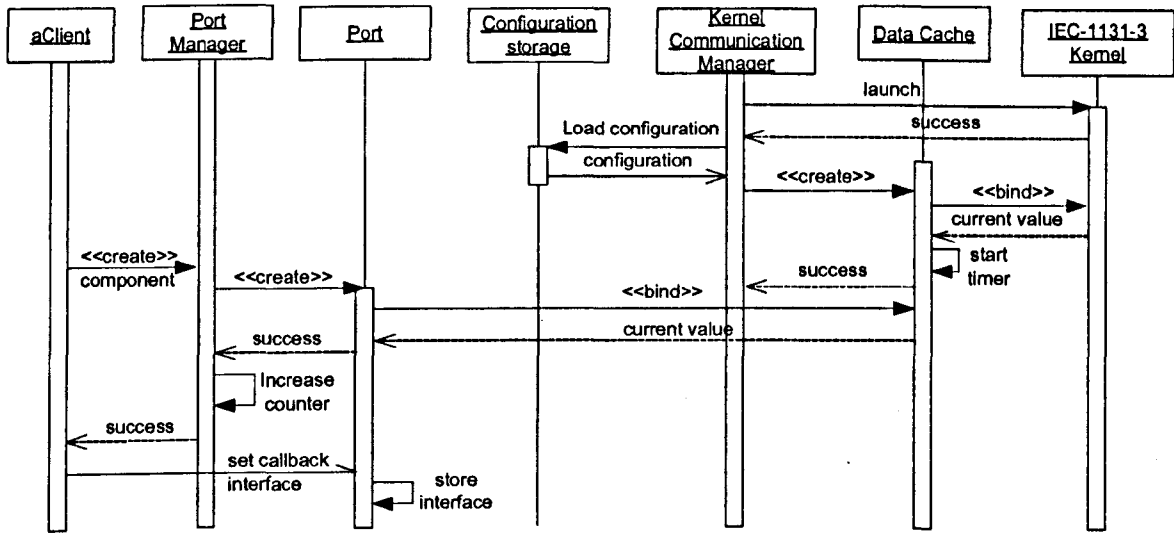 aClient
Port
Manager
Port
Configuration
storage
Kernel
Communication
Manager
Data Cache
IEC-1131-3
Kernel
launch
success
Load configuration
configuration
<<create>>
<<bind>>
current value
start
timer
<<create>>
component
<<create>>
success
<<bind>>
current value
success
Increase
counter
success
set callback
interface
store
interface